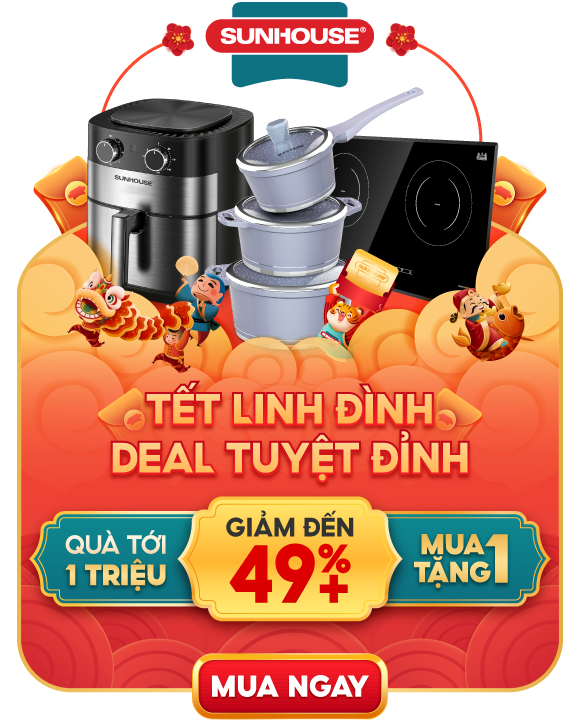 SUNHOUSE®
SUNHOUSE
TẾT LINH ĐÌNH
DEAL TUYỆT ĐỈNH
QUÀ TỚI
1 TRIỆU
GIẢM ĐẾN
49%+
MUA 1
TẶNG 1
MUA NGAY